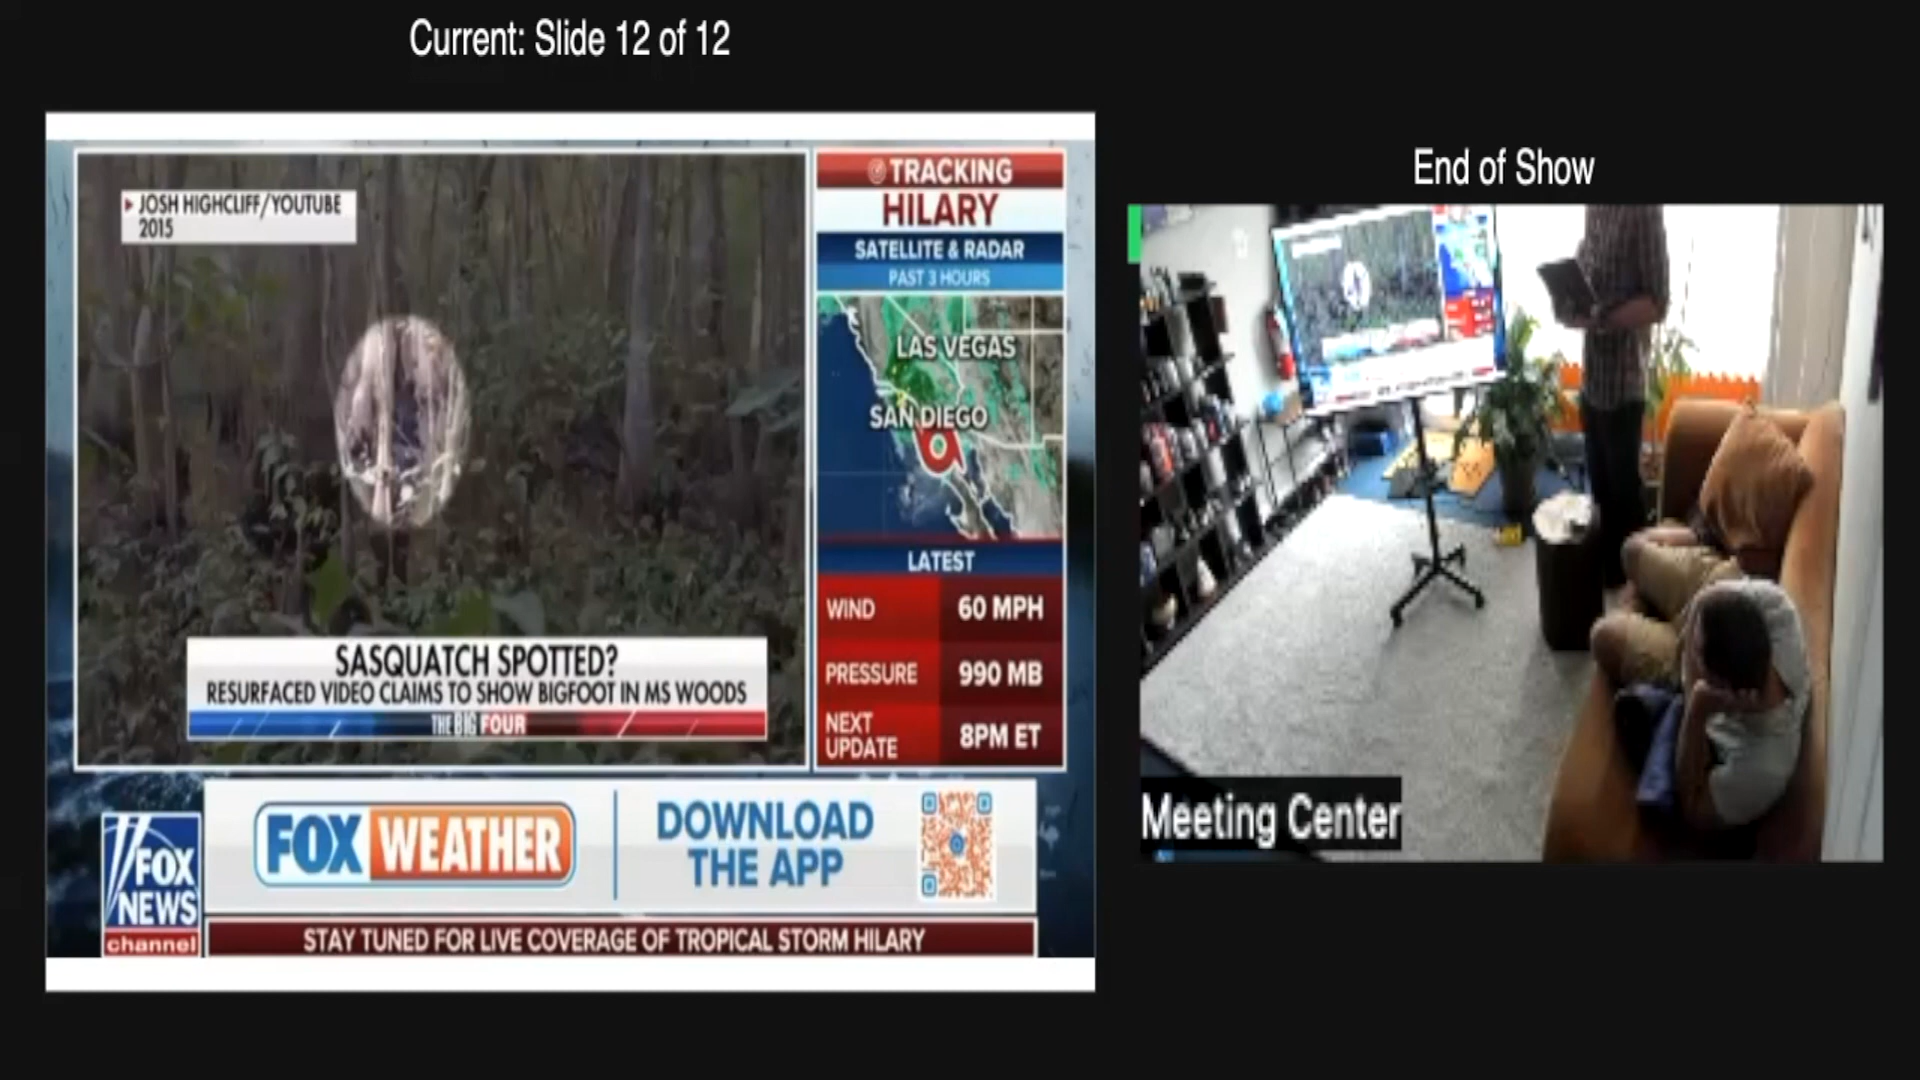 Current: Slide 12 of 12
JOSH HIGHCLIFF/YOUTUBE
2015
SASQUATCH SPOTTED?
RESURFACED VIDEO CLAIMS TO SHOW BIGFOOT IN MS WOODS
THE BIG FOUR
TRACKING
HILARY
SATELLITE & RADAR
PAST 3 HOURS
LAS VEGAS
SAN DIEGO
LATEST
WIND 60 MPH
PRESSURE 990 MB
NEXT
UPDATE 8PM ET
FOX WEATHER
DOWNLOAD
THE APP
FOX
NEWS
channel
STAY TUNED FOR LIVE COVERAGE OF TROPICAL STORM HILARY
End of Show
Meeting Center